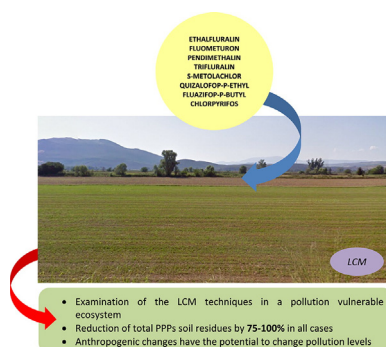 ETHALFLURALIN
FLUOMETURON
PENDIMETHALIN
TRIFLURALIN
S-METOLACHLOR
QUIZALOFOP-P-ETHYL
FLUAZIFOP-P-BUTYL
CHLORPYRIFOS
LCM
• Examination of the LCM techniques in a pollution vulnerable
ecosystem
• Reduction of total PPPs soil residues by 75-100% in all cases
• Anthropogenic changes have the potential to change pollution levels